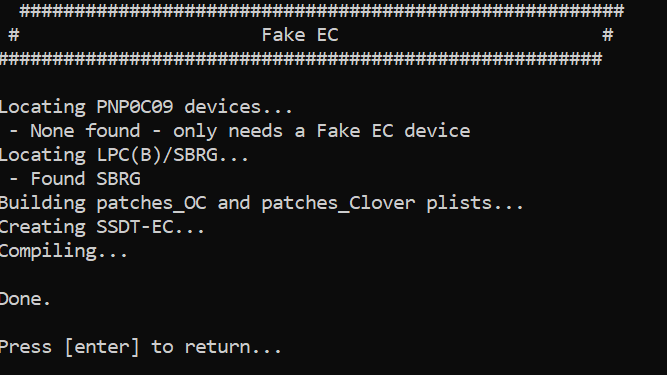 ########################################################
# Fake EC #
########################################################
Locating PNP0C09 devices...
- None found - only needs a Fake EC device
Locating LPC(B)/SBRG...
- Found SBRG
Building patches_OC and patches_Clover plists...
Creating SSDT-EC...
Compiling...
Done.
Press [enter] to return...